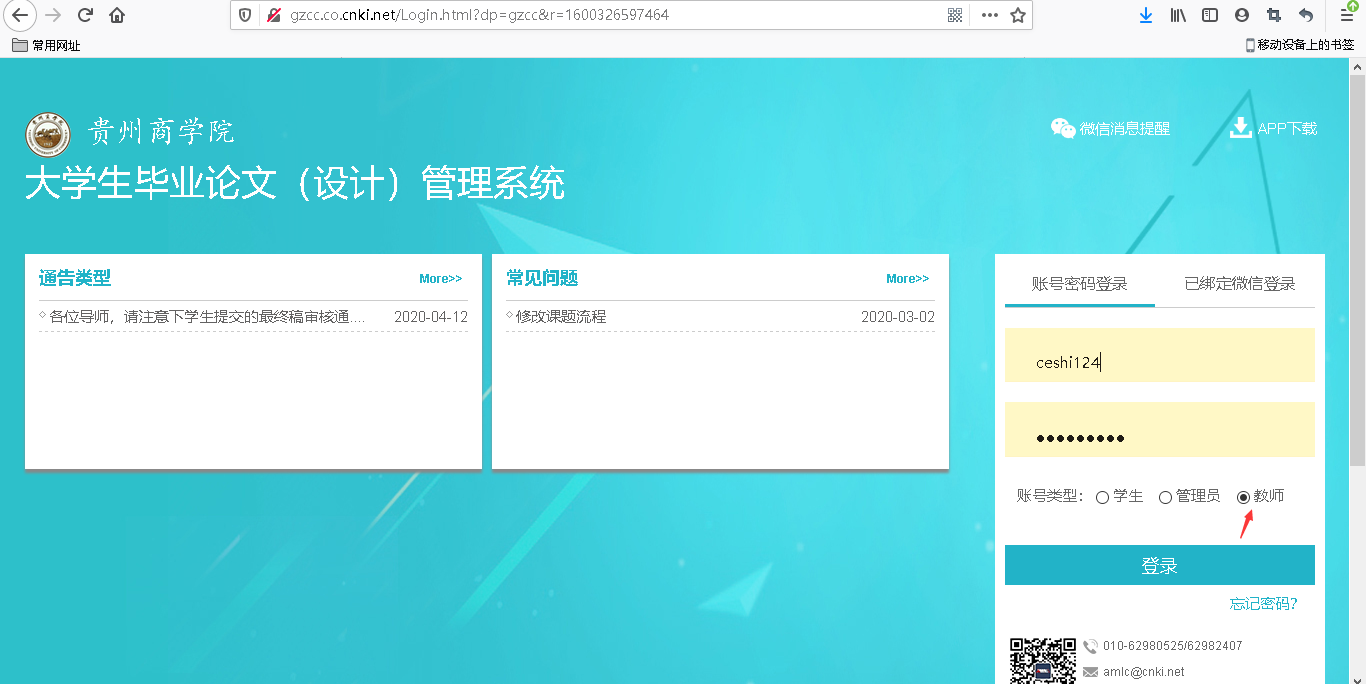 gzcc.co.cnki.net/Login.html?dp=gzcc&r=1600326597464
常用网址
移动设备上的书签
贵州商学院
微信消息提醒
APP下载
大学生毕业论文（设计）管理系统
通告类型 More>>
各位导师，请注意下学生提交的最终稿审核通.... 2020-04-12
常见问题 More>>
修改课题流程 2020-03-02
账号密码登录 已绑定微信登录
ceshi124
账号类型： 学生 管理员 教师
登录
忘记密码?
010-62980525/62982407
amlc@cnki.net